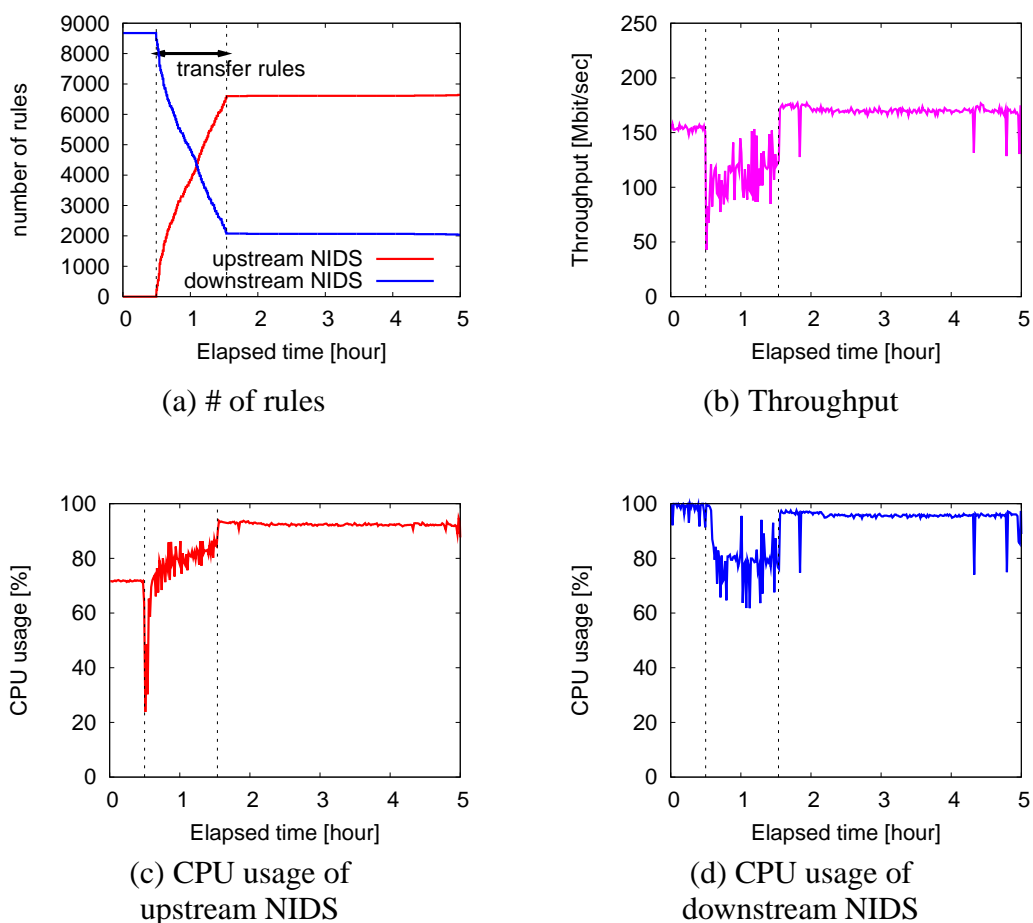 9000
8000
7000
6000
5000
4000
3000
2000
1000
0
number of rules
transfer rules
upstream NIDS
downstream NIDS
0 1 2 3 4 5
Elapsed time [hour]
(a) # of rules
250
200
150
100
50
0
Throughput [Mbit/sec]
0 1 2 3 4 5
Elapsed time [hour]
(b) Throughput
100
80
60
40
20
0
CPU usage [%]
0 1 2 3 4 5
Elapsed time [hour]
(c) CPU usage of
upstream NIDS
100
80
60
40
20
0
CPU usage [%]
0 1 2 3 4 5
Elapsed time [hour]
(d) CPU usage of
downstream NIDS